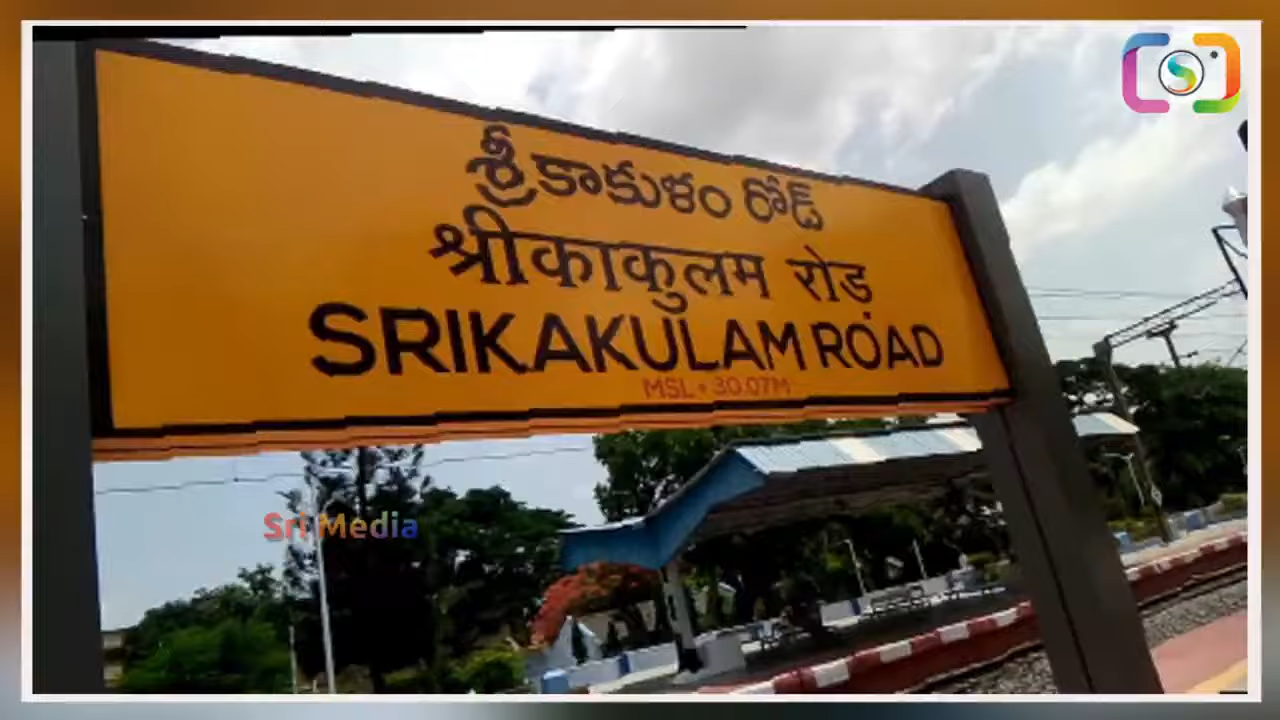 శ్రీకాకుళం రోడ్
श्रीकाकुलम रोड़
SRIKAKULAM ROAD
MSL • 30.07M
Sri Media